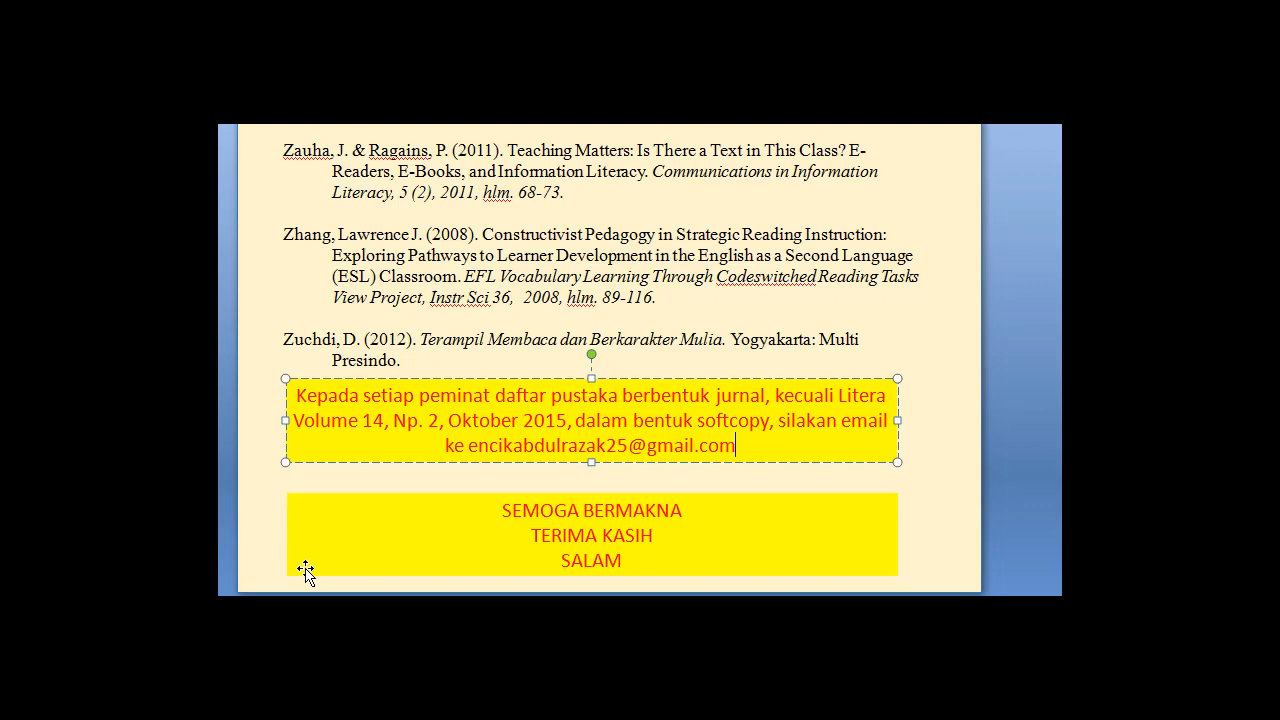 Zauha, J. & Ragains, P. (2011). Teaching Matters: Is There a Text in This Class? E-
Readers, E-Books, and Information Literacy. Communications in Information
Literacy, 5 (2), 2011, hlm. 68-73.
Zhang, Lawrence J. (2008). Constructivist Pedagogy in Strategic Reading Instruction:
Exploring Pathways to Learner Development in the English as a Second Language
(ESL) Classroom. EFL Vocabulary Learning Through Codeswitched Reading Tasks
View Project, Instr Sci 36, 2008, hlm. 89-116.
Zuchdi, D. (2012). Terampil Membaca dan Berkarakter Mulia. Yogyakarta: Multi
Presindo.
Kepada setiap peminat daftar pustaka berbentuk jurnal, kecuali Litera
Volume 14, Np. 2, Oktober 2015, dalam bentuk softcopy, silakan email
ke encikabdulrazak25@gmail.com
SEMOGA BERMAKNA
TERIMA KASIH
SALAM